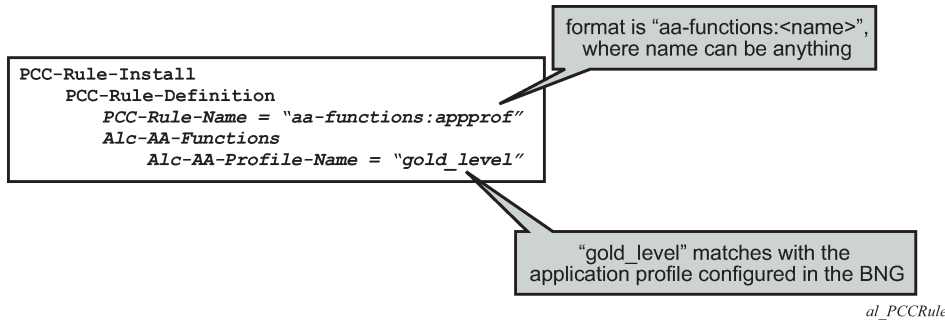 format is “aa-functions:<name>”,
where name can be anything
PCC-Rule-Install
PCC-Rule-Definition
PCC-Rule-Name = “aa-functions:appprof”
Alc-AA-Functions
Alc-AA-Profile-Name = “gold_level”
“gold_level” matches with the
application profile configured in the BNG
al_PCCRule